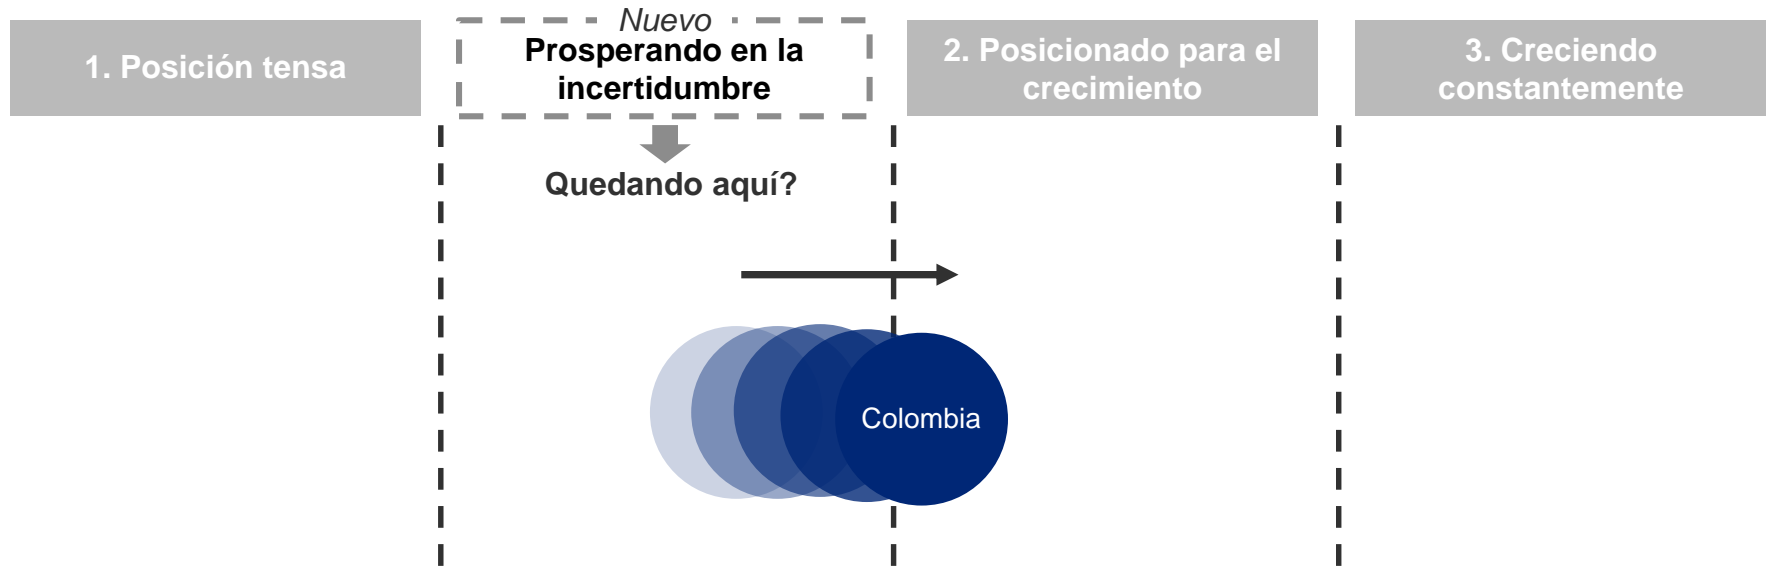 1. Posición tensa
Nuevo
Prosperando en la
incertidumbre
2. Posicionado para el
crecimiento
3. Creciendo
constantemente
Quedando aquí?
Colombia